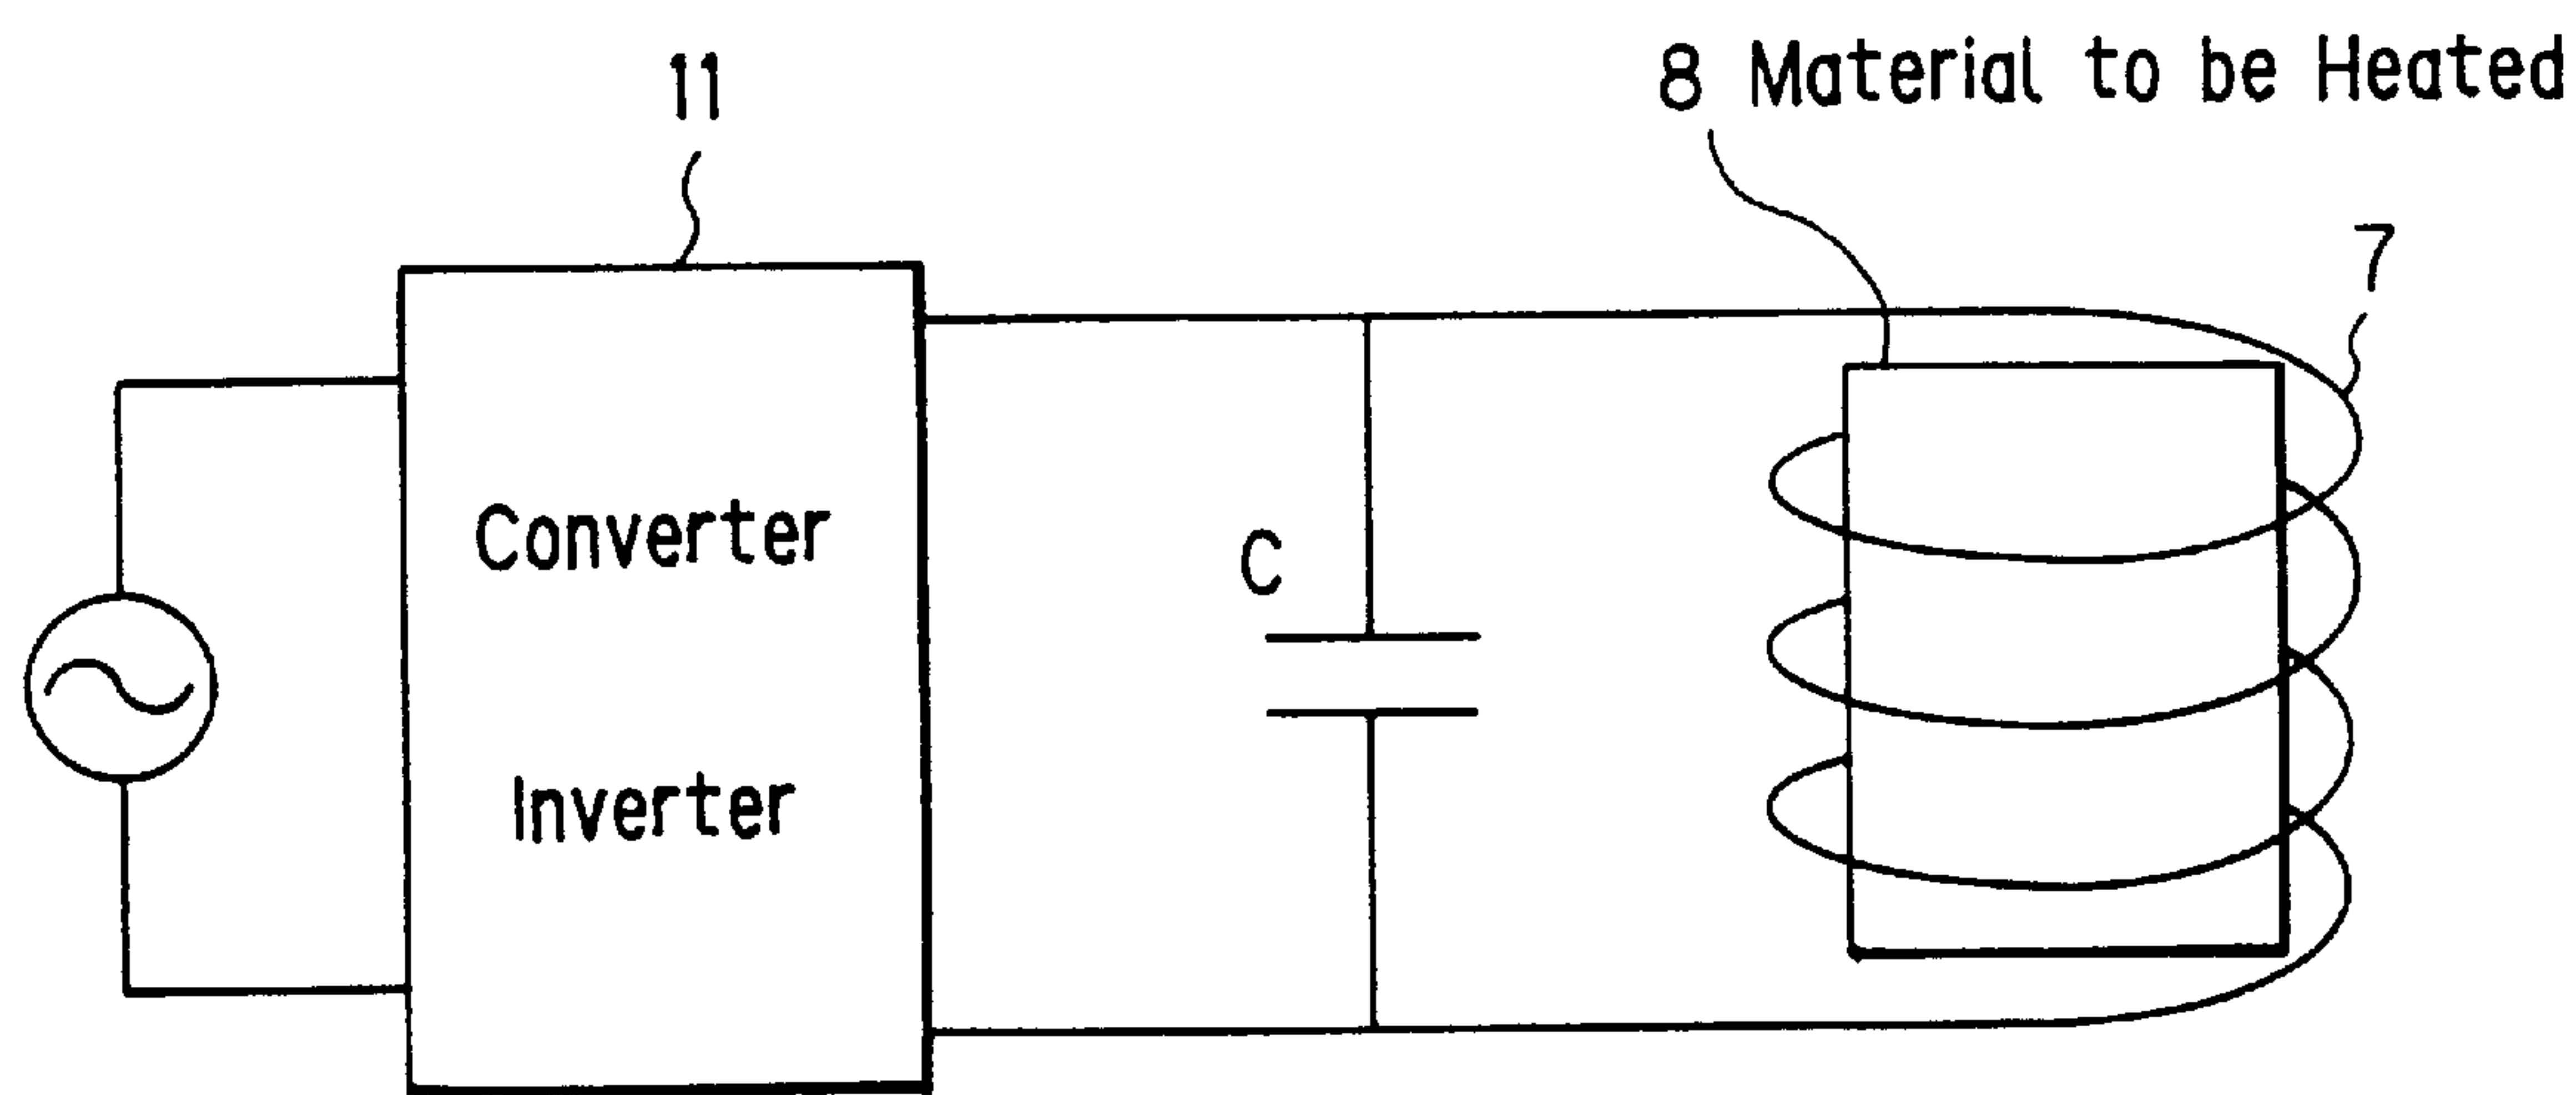 11
8 Material to be Heated
7
Converter
C
Inverter